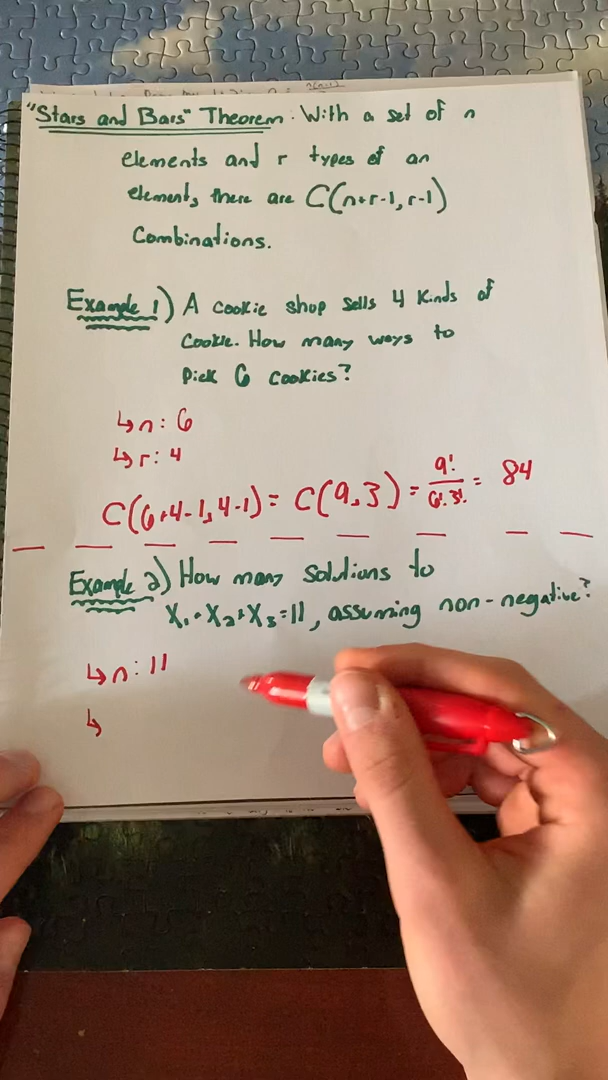 "Stars and Bars" Theorem: With a set of n
elements and r types of an
element, there are C(n+r-1, r-1)
Combinations.
Example 1) A cookie shop sells 4 kinds of
Cookie. How many ways to
Pick 6 cookies?
↳n: 6
↳r: 4
C(6+4-1, 4-1) = C(9,3) = 9!/6!3! = 84
Example 2) How many solutions to
X₁+X₂+X₃=11, assuming non-negative?
↳n: 11
↳